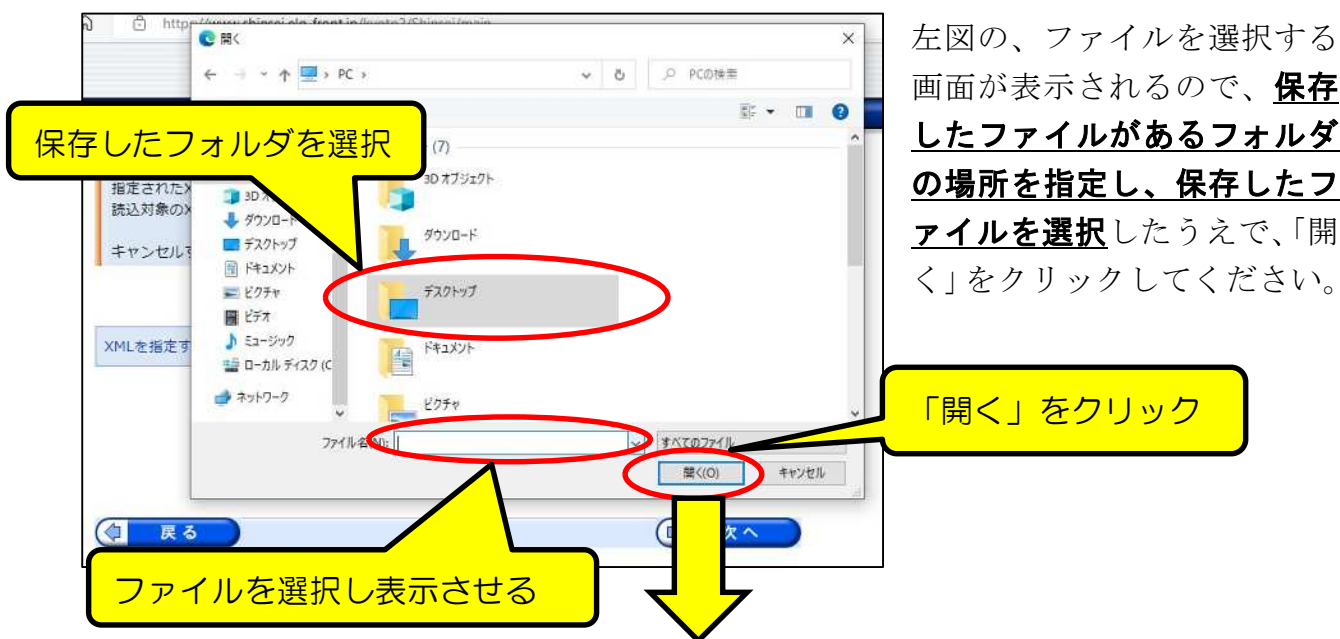 開く
PC
PCの検索
保存したフォルダを選択
(7)
3D オブジェクト
ダウンロード
デスクトップ
ドキュメント
ピクチャ
指定された
読込対象の
キャンセル
3D
ダウンロード
デスクトップ
ドキュメント
ピクチャ
ビデオ
ミュージック
ローカル ディスク (C
ネットワーク
XMLを指定す
ファイル名(N):
すべてのファイル
開く(O)
キャンセル
戻る
次へ
ファイルを選択し表示させる
左図の、ファイルを選択する
画面が表示されるので、保存
したファイルがあるフォルダ
の場所を指定し、保存したフ
ァイルを選択したうえで、「開
く」をクリックしてください。
「開く」をクリック